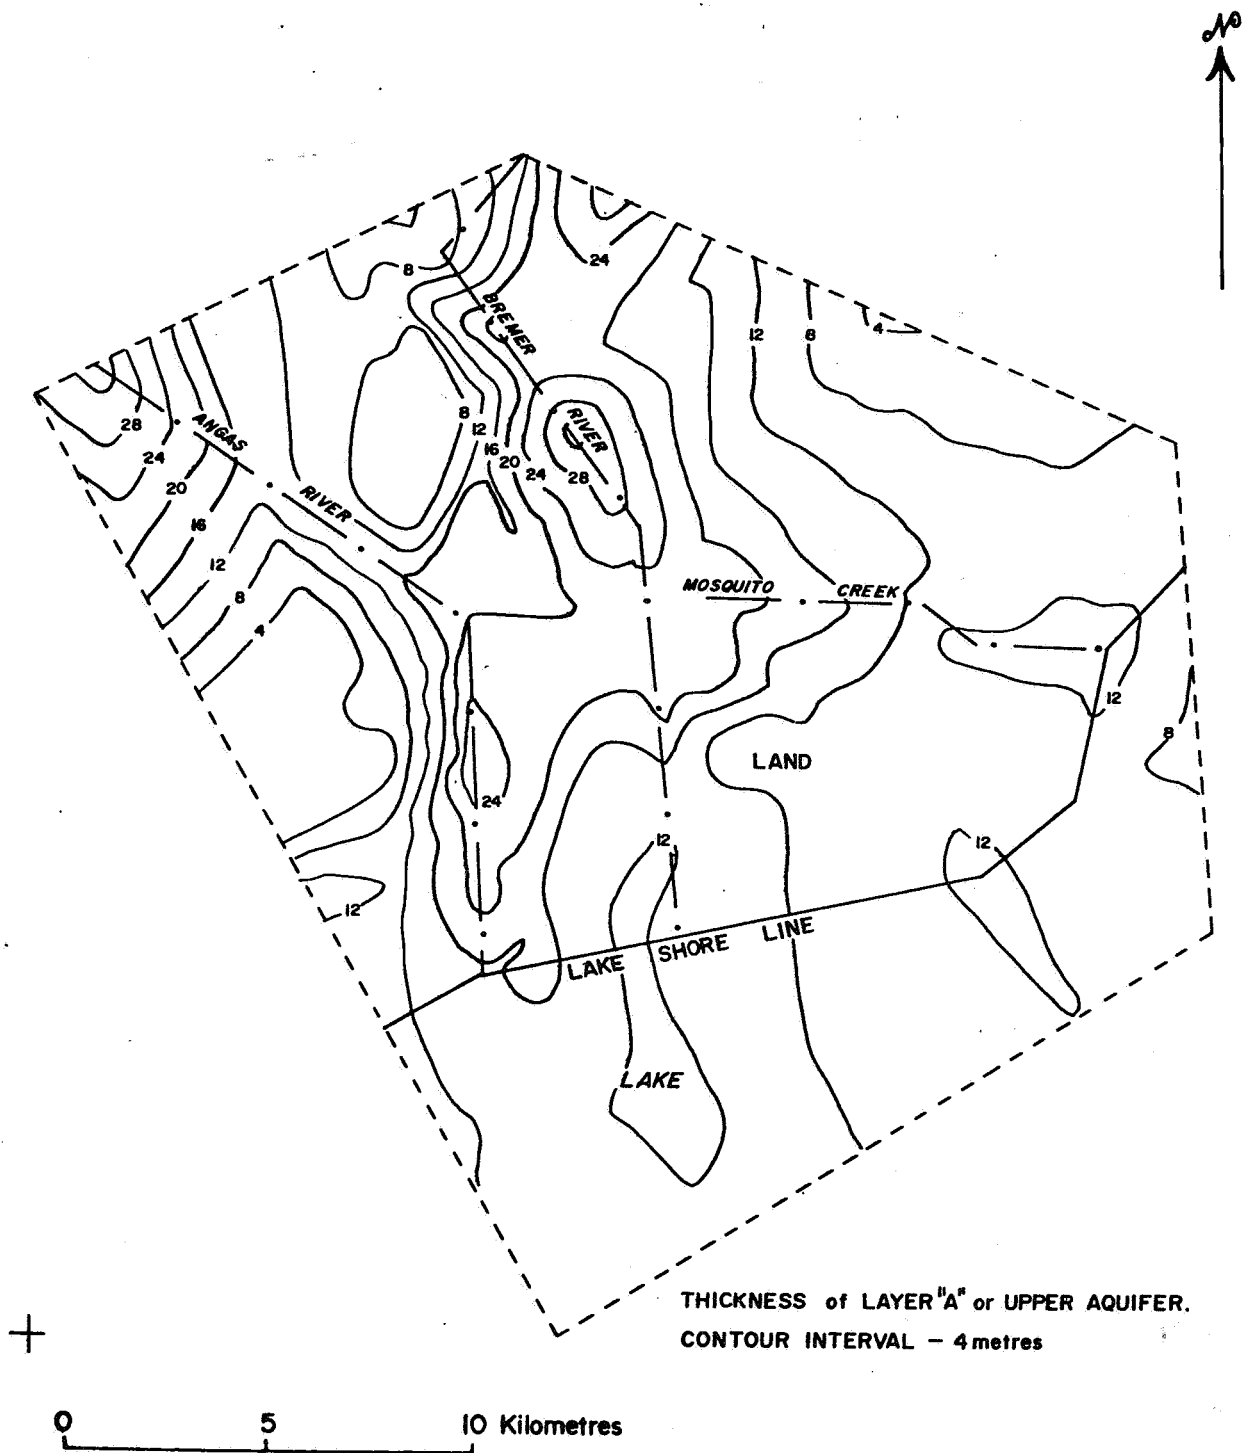 N
24
8
BREMER
4
12
8
28
ANGAS
8
RIVER
12
24
16
20
24
20
28
RIVER
16
12
MOSQUITO CREEK
8
4
12
8
LAND
24
12
12
12
LAKE SHORE LINE
LAKE
THICKNESS of LAYER "A" or UPPER AQUIFER.
CONTOUR INTERVAL – 4 metres
0 5 10 Kilometres